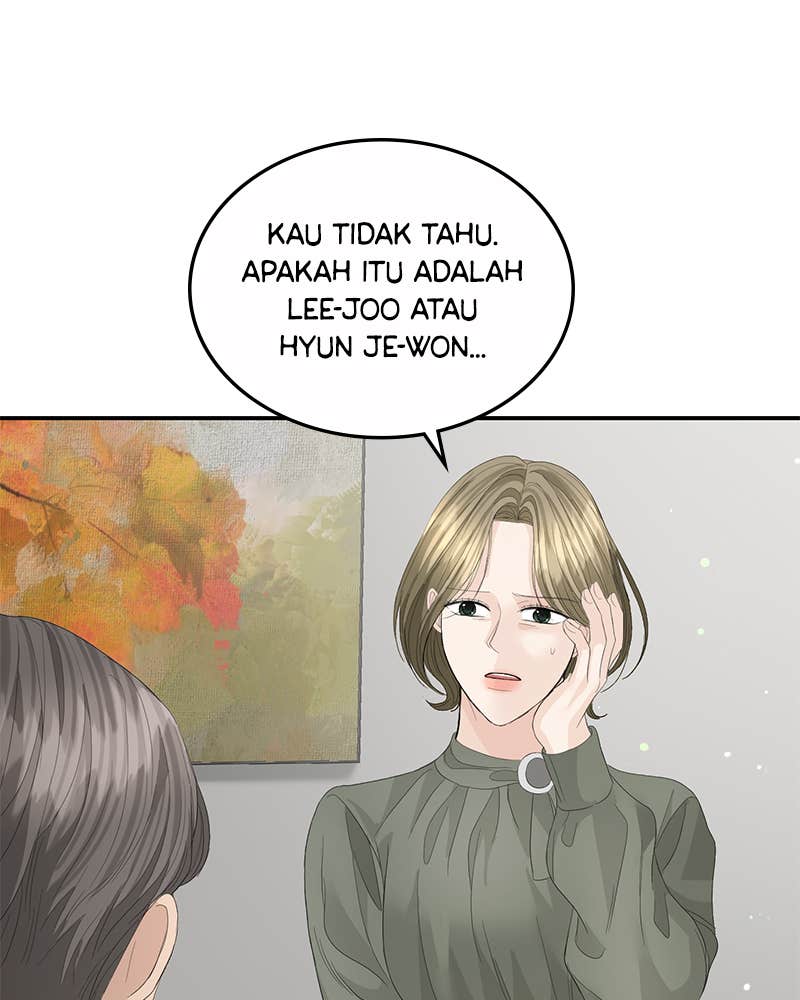 KAU TIDAK TAHU.
APAKAH ITU ADALAH
LEE-JOO ATAU
HYUN JE-WON...